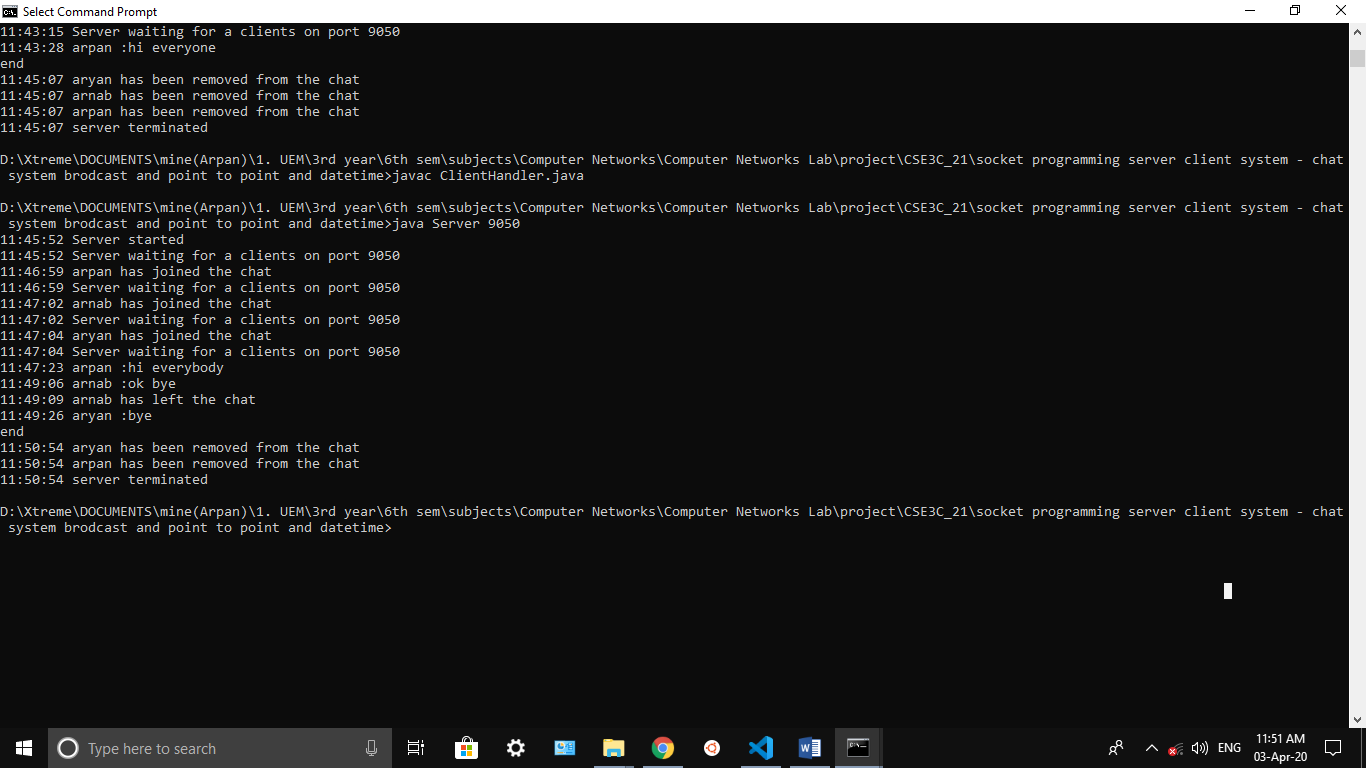 Select Command Prompt
11:43:15 Server waiting for a clients on port 9050
11:43:28 arpan :hi everyone
end
11:45:07 aryan has been removed from the chat
11:45:07 arnab has been removed from the chat
11:45:07 arpan has been removed from the chat
11:45:07 server terminated
D:\Xtreme\DOCUMENTS\mine(Arpan)\1. UEM\3rd year\6th sem\subjects\Computer Networks\Computer Networks Lab\project\CSE3C_21\socket programming server client system - chat
system brodcast and point to point and datetime>javac ClientHandler.java
D:\Xtreme\DOCUMENTS\mine(Arpan)\1. UEM\3rd year\6th sem\subjects\Computer Networks\Computer Networks Lab\project\CSE3C_21\socket programming server client system - chat
system brodcast and point to point and datetime>java Server 9050
11:45:52 Server started
11:45:52 Server waiting for a clients on port 9050
11:46:59 arpan has joined the chat
11:46:59 Server waiting for a clients on port 9050
11:47:02 arnab has joined the chat
11:47:02 Server waiting for a clients on port 9050
11:47:04 aryan has joined the chat
11:47:04 Server waiting for a clients on port 9050
11:47:23 arpan :hi everybody
11:49:06 arnab :ok bye
11:49:09 arnab has left the chat
11:49:26 aryan :bye
end
11:50:54 aryan has been removed from the chat
11:50:54 arpan has been removed from the chat
11:50:54 server terminated
D:\Xtreme\DOCUMENTS\mine(Arpan)\1. UEM\3rd year\6th sem\subjects\Computer Networks\Computer Networks Lab\project\CSE3C_21\socket programming server client system - chat
system brodcast and point to point and datetime>
Type here to search
ENG
11:51 AM
03-Apr-20